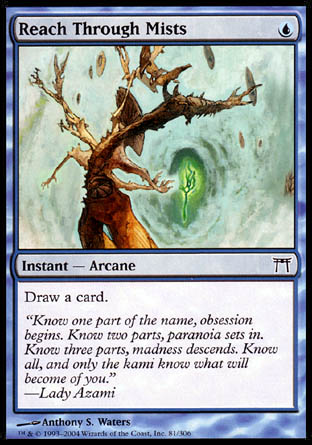 Reach Through Mists
Instant — Arcane
Draw a card.
“Know one part of the name, obsession
begins. Know two parts, paranoia sets in.
Know three parts, madness descends. Know
all, and only the kami know what will
become of you.”
—Lady Azami
Anthony S. Waters
™ & © 1993–2004 Wizards of the Coast, Inc. 81/306